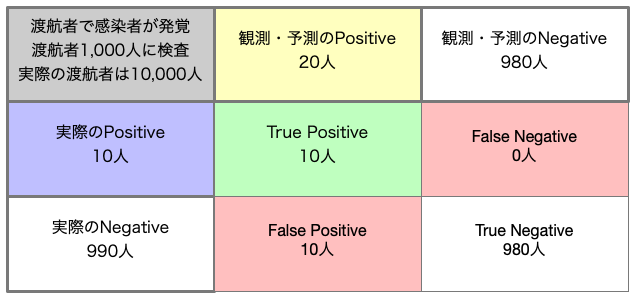 渡航者で感染者が発覚
渡航者1,000人に検査
実際の渡航者は10,000人
観測・予測のPositive
20人
観測・予測のNegative
980人
実際のPositive
10人
True Positive
10人
False Negative
0人
実際のNegative
990人
False Positive
10人
True Negative
980人